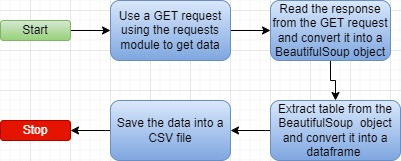 Start
Use a GET request
using the requests
module to get data
Read the response
from the GET request
and convert it into a
BeautifulSoup object
Extract table from the
BeautifulSoup object
and convert it into a
dataframe
Save the data into a
CSV file
Stop